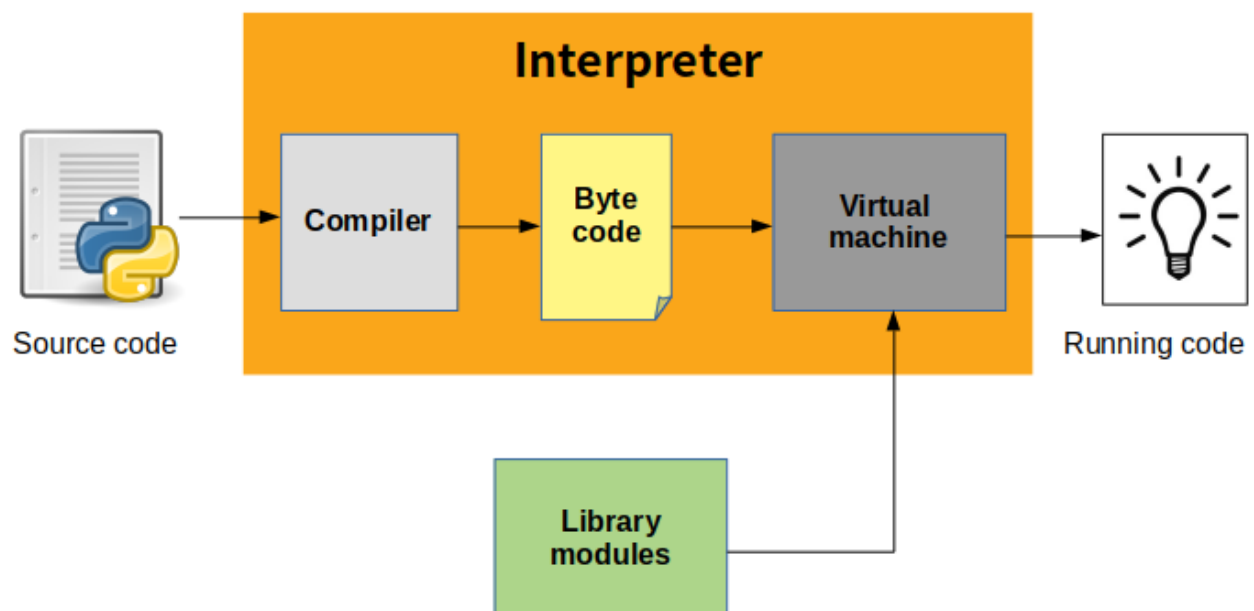 Interpreter
Source code
Compiler
Byte
code
Virtual
machine
Running code
Library
modules